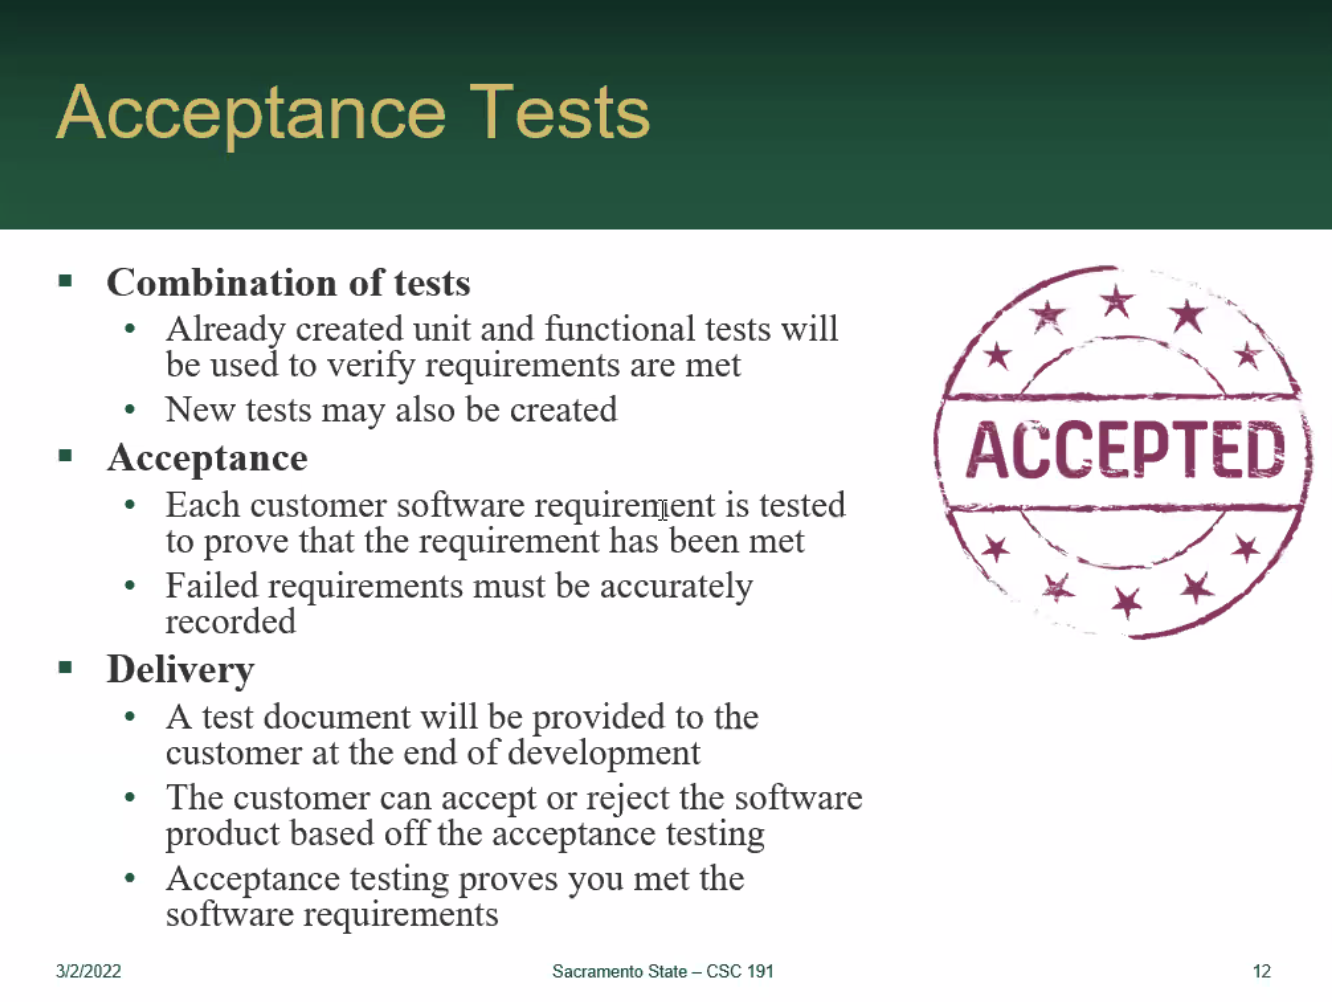 Acceptance Tests
Combination of tests
Already created unit and functional tests will
be used to verify requirements are met
New tests may also be created
Acceptance
Each customer software requirement is tested
to prove that the requirement has been met
Failed requirements must be accurately
recorded
Delivery
A test document will be provided to the
customer at the end of development
The customer can accept or reject the software
product based off the acceptance testing
Acceptance testing proves you met the
software requirements
ACCEPTED
3/2/2022
Sacramento State – CSC 191
12